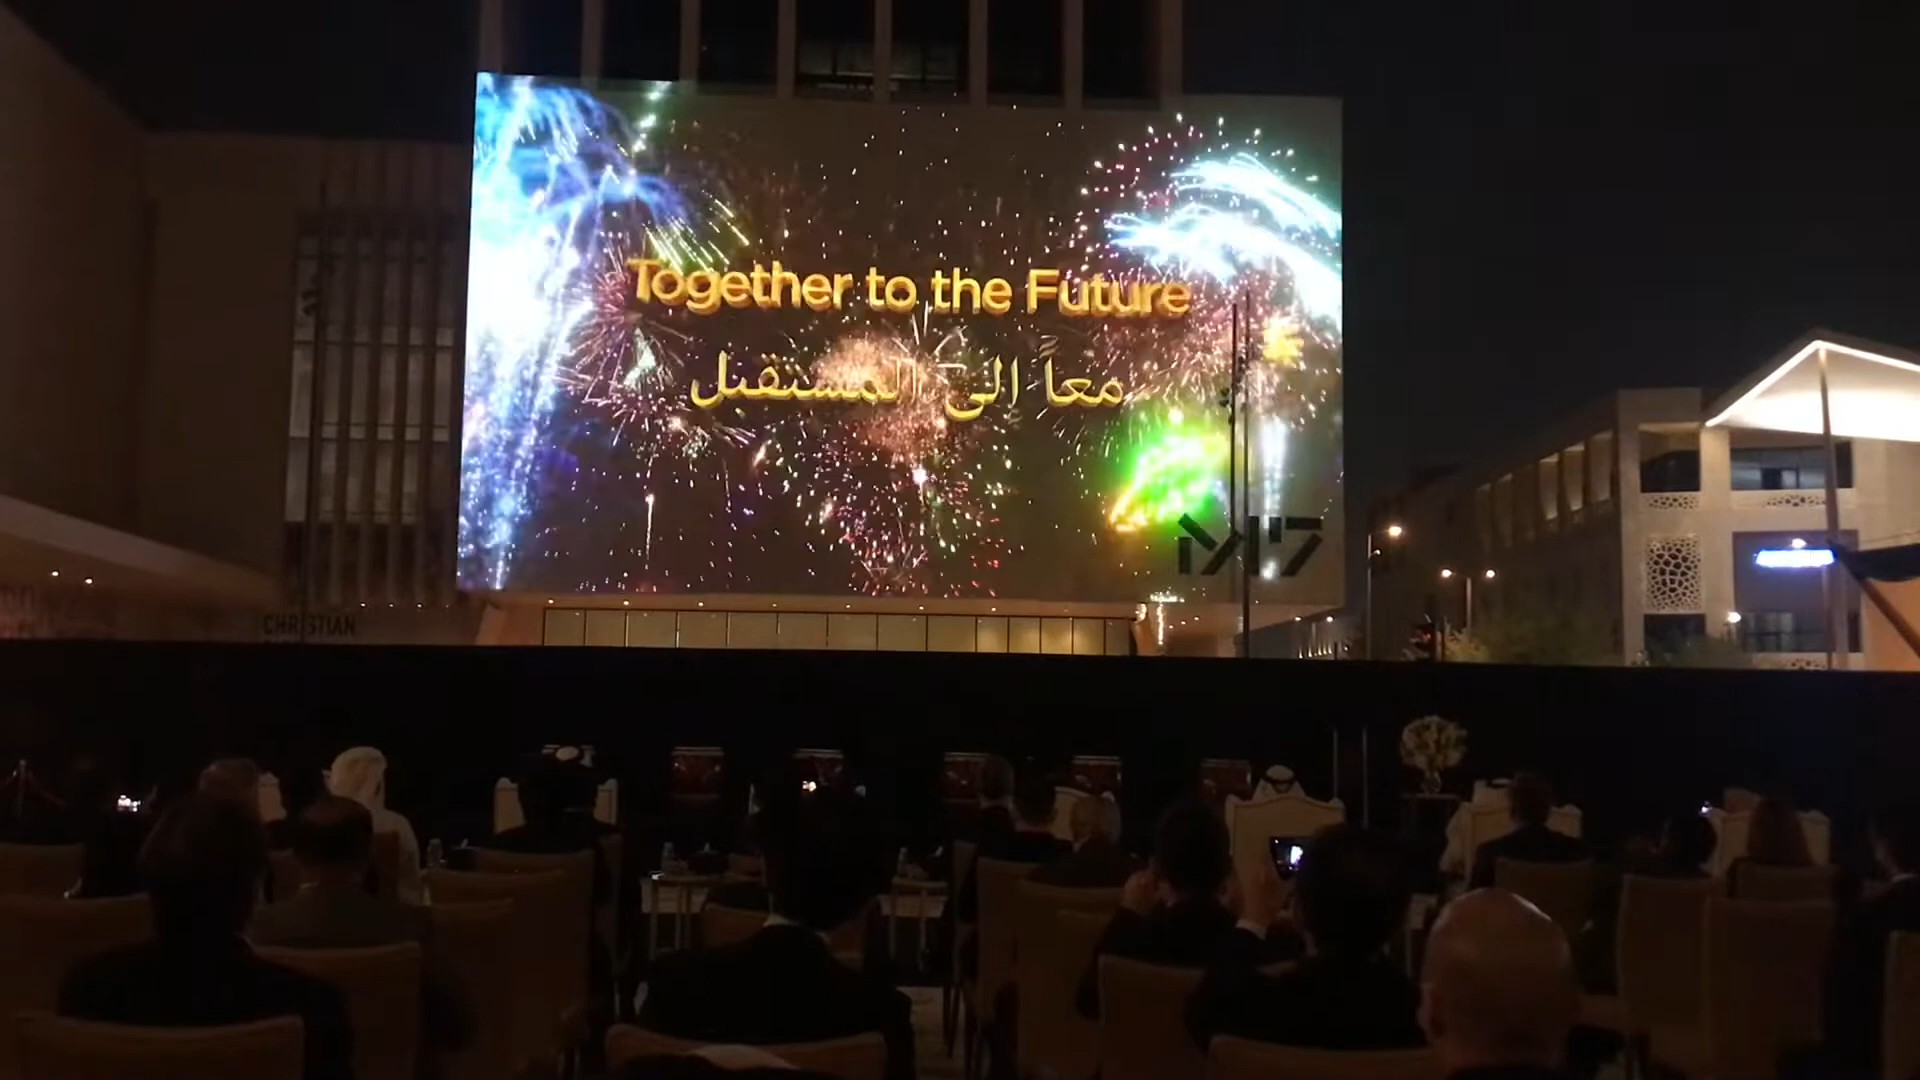 Together to the Future
معاً إلى المستقبل
M7
CHRISTIAN